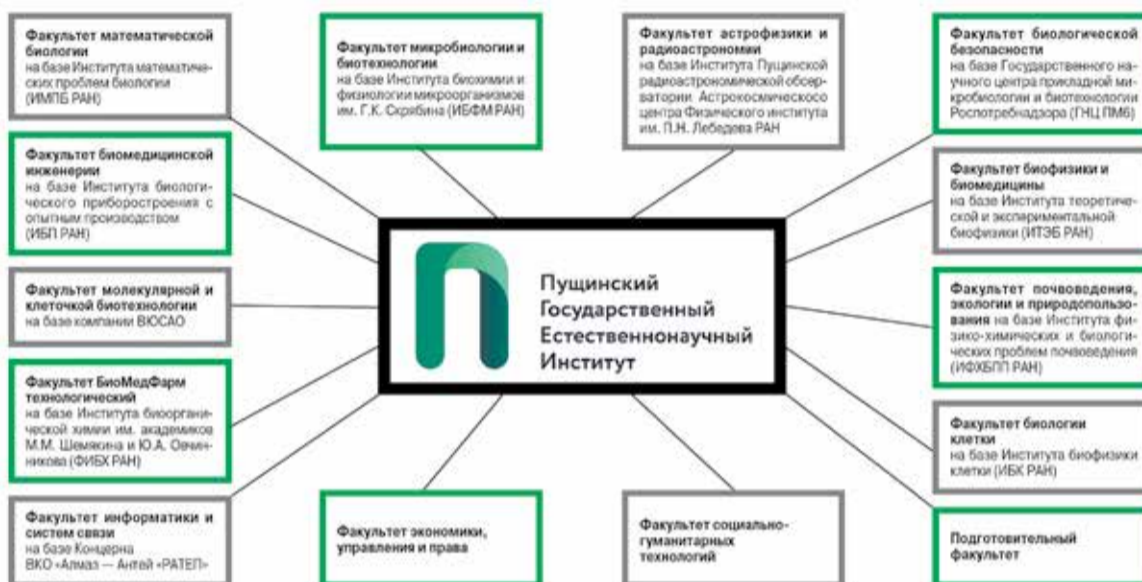 Факультет математической
биологии
на базе Института математиче-
ских проблем биологии
(ИМПБ РАН)
Факультет микробиологии и
биотехнологии
на базе Института биохимии и
физиологии микроорганизмов
им. Г.К. Скрябина (ИБФМ РАН)
Факультет астрофизики и
радиоастрономии
на базе Института Пущинской
радиоастрономической обсер-
ватории Астрокосмического
центра Физического института
им. П.Н. Лебедева РАН
Факультет биологической
безопасности
на базе Государственного на-
учного центра прикладной ми-
кробиологии и биотехнологии
Роспотребнадзора (ГНЦ ПМБ)
Факультет биомедицинской
инженерии
на базе Института биологи-
ческого приборостроения с
опытным производством
(ИБП РАН)
Факультет биофизики и
биомедицины
на базе Института теоретиче-
ской и экспериментальной
биофизики (ИТЭБ РАН)
Факультет молекулярной и
клеточкой биотехнологии
на базе компании BIOCAD
Пущинский
Государственный
Естественнонаучный
Институт
Факультет почвоведения,
экологии и природопользо-
вания на базе Института фи-
зико-химических и биологи-
ческих проблем почвоведения
(ИФХБПП РАН)
Факультет БиоМедФарм
технологический
на базе Института биооргани-
ческой химии им. академиков
М.М. Шемякина и Ю.А. Овчин-
никова (ФИБХ РАН)
Факультет биологии
клетки
на базе Института биофизики
клетки (ИБК РАН)
Факультет информатики и
систем связи
на базе Концерна
ВКО «Алмаз — Антей «РАТЕП»
Факультет экономики,
управления и права
Факультет социально-
гуманитарных
технологий
Подготовительный
факультет